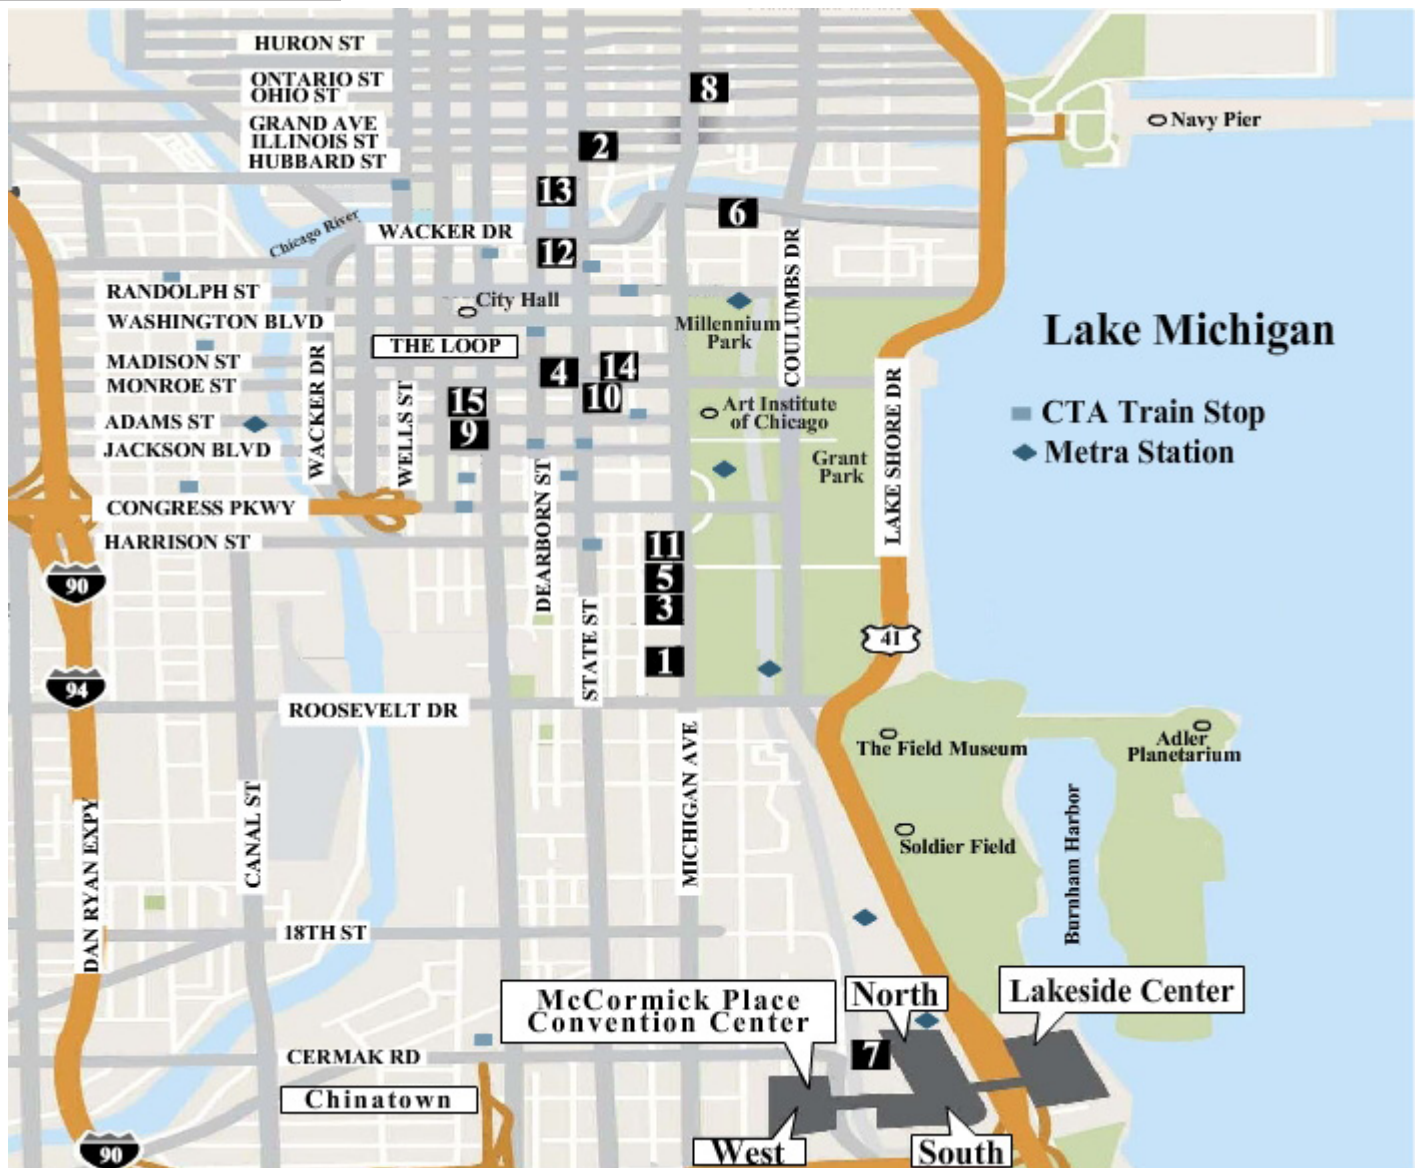 HURON ST
ONTARIO ST
OHIO ST
GRAND AVE
ILLINOIS ST
HUBBARD ST
8
2
Navy Pier
13
6
Chicago River
WACKER DR
12
COULUMBS DR
RANDOLPH ST
City Hall
WASHINGTON BLVD
Millennium
Park
Lake Michigan
THE LOOP
MADISON ST
MONROE ST
WACKER DR
WELLS ST
4
14
10
15
9
LAKE SHORE DR
CTA Train Stop
Metra Station
ADAMS ST
Art Institute
of Chicago
JACKSON BLVD
Grant
Park
CONGRESS PKWY
HARRISON ST
DEARBORN ST
11
5
3
1
90
STATE ST
41
94
ROOSEVELT DR
MICHIGAN AVE
The Field Museum
Adler
Planetarium
DAN RYAN EXPY
CANAL ST
Soldier Field
Burnham Harbor
18TH ST
McCormick Place
Convention Center
North
Lakeside Center
7
CERMAK RD
Chinatown
90
West
South